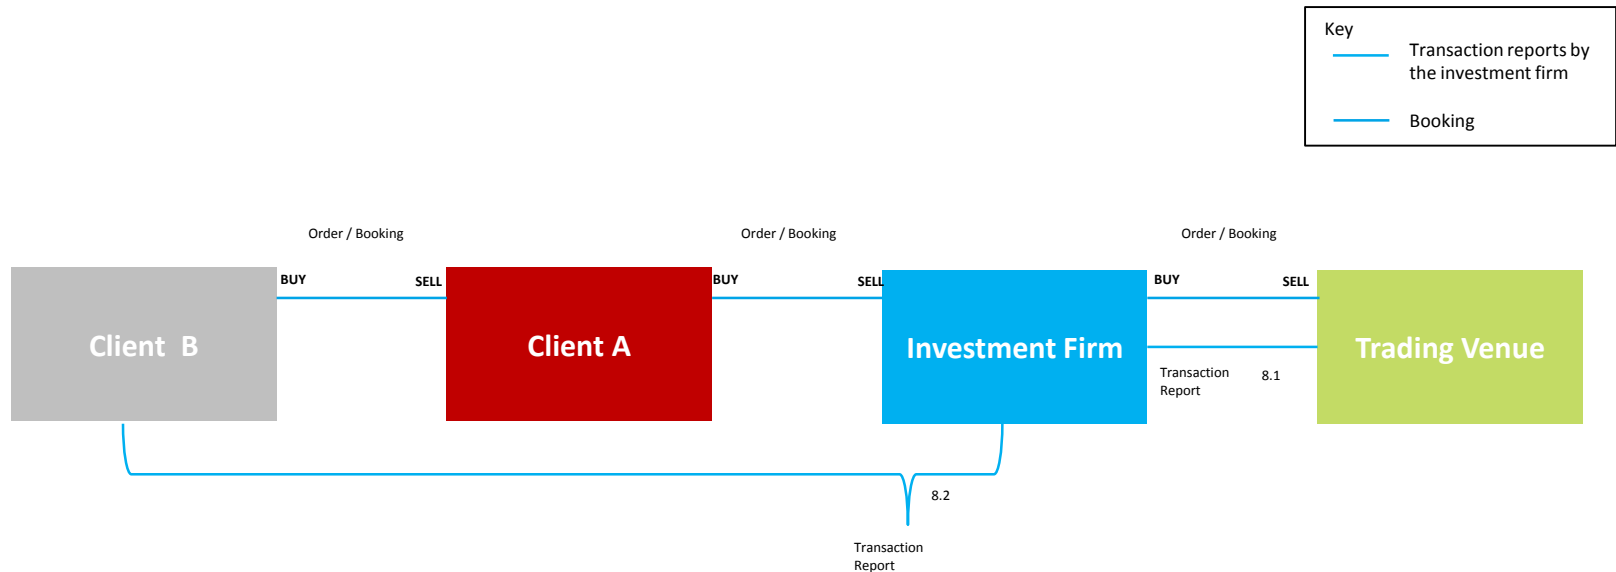 Key
Transaction reports by
the investment firm
Booking
Order / Booking
Order / Booking
Order / Booking
BUY
SELL
BUY
SELL
BUY
SELL
Client B
Client A
Investment Firm
Trading Venue
Transaction
Report
8.1
8.2
Transaction
Report